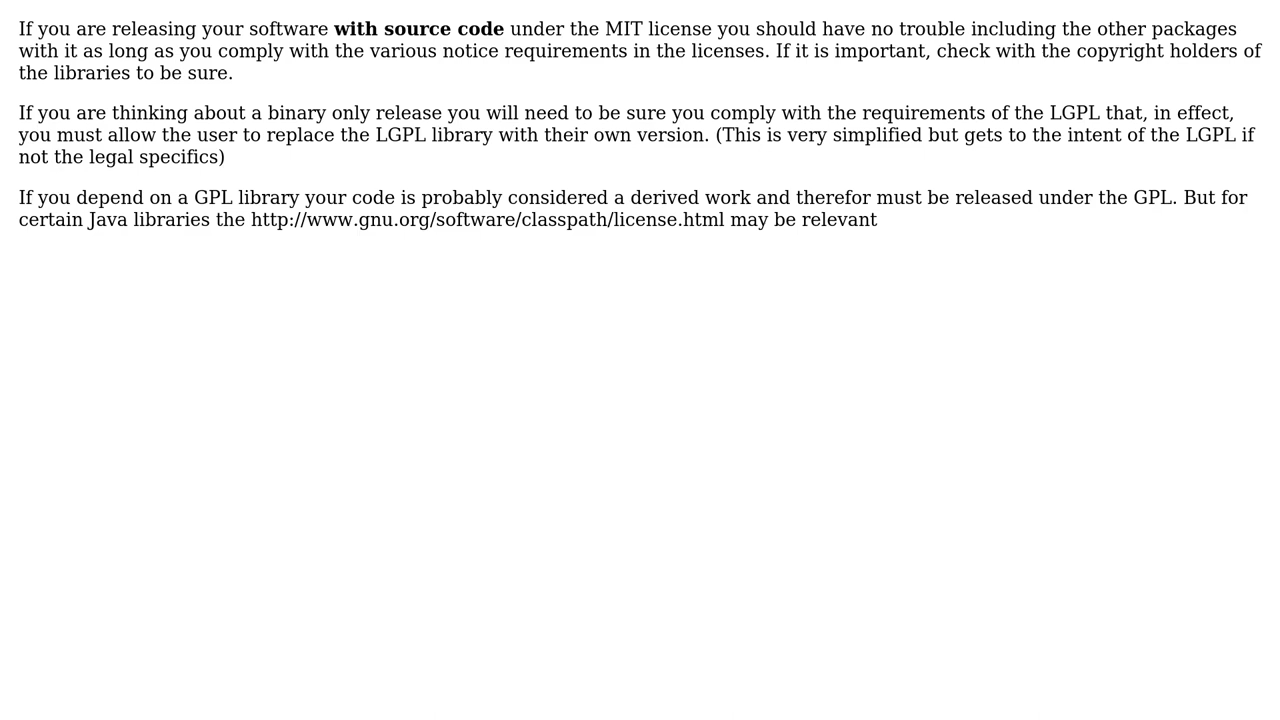 If you are releasing your software with source code under the MIT license you should have no trouble including the other packages
with it as long as you comply with the various notice requirements in the licenses. If it is important, check with the copyright holders of
the libraries to be sure.
If you are thinking about a binary only release you will need to be sure you comply with the requirements of the LGPL that, in effect,
you must allow the user to replace the LGPL library with their own version. (This is very simplified but gets to the intent of the LGPL if
not the legal specifics)
If you depend on a GPL library your code is probably considered a derived work and therefor must be released under the GPL. But for
certain Java libraries the http://www.gnu.org/software/classpath/license.html may be relevant